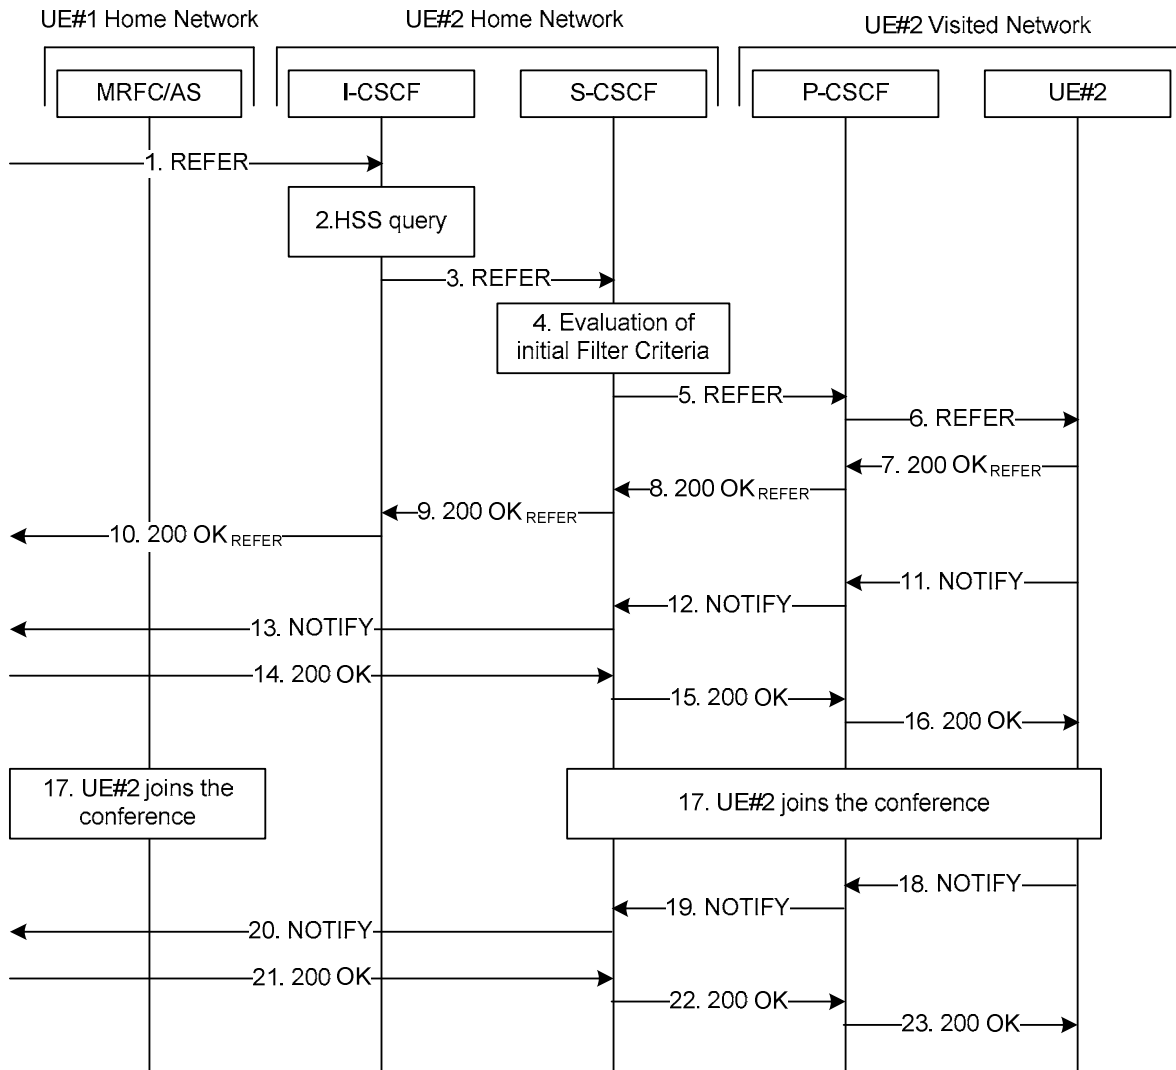 UE#1 Home Network
UE#2 Home Network
UE#2 Visited Network
MRFC/AS
I-CSCF
S-CSCF
P-CSCF
UE#2
1. REFER
2.HSS query
3. REFER
4. Evaluation of
initial Filter Criteria
5. REFER
6. REFER
7. 200 OK REFER
8. 200 OK REFER
9. 200 OK REFER
10. 200 OK REFER
11. NOTIFY
12. NOTIFY
13. NOTIFY
14. 200 OK
15. 200 OK
16. 200 OK
17. UE#2 joins the
conference
17. UE#2 joins the conference
18. NOTIFY
19. NOTIFY
20. NOTIFY
21. 200 OK
22. 200 OK
23. 200 OK